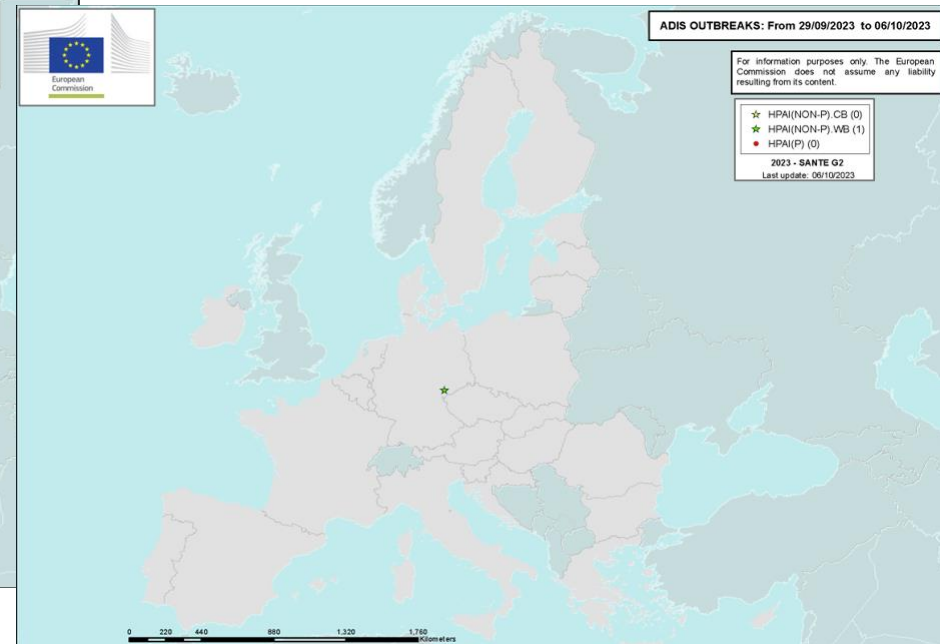 European
Commission
ADIS OUTBREAKS: From 29/09/2023 to 06/10/2023
For information purposes only. The European
Commission does not assume any liability
resulting from its content.
HPAI(NON-P).CB (0)
HPAI(NON-P).WB (1)
HPAI(P) (0)
2023 - SANTE G2
Last update: 06/10/2023
0 220 440 880 1,320 1,760
Kilometers